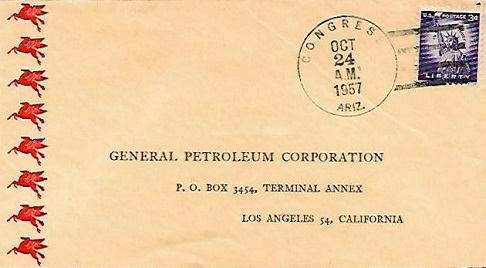 CONGRESS
OCT
24
A.M.
1957
ARIZ.
U.S. POSTAGE 3¢
LIBERTY
GENERAL PETROLEUM CORPORATION
P. O. BOX 3454, TERMINAL ANNEX
LOS ANGELES 54, CALIFORNIA